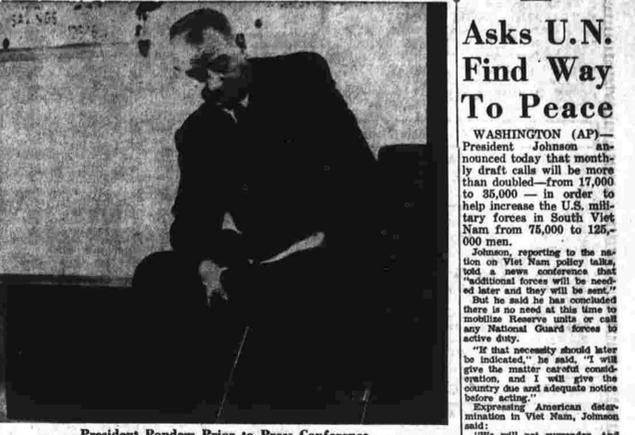 SAVINGS
Asks U.N.
Find Way
To Peace
WASHINGTON (AP)—
President Johnson an-
nounced today that month-
ly draft calls will be more
than doubled—from 17,000
to 35,000 — in order to
help increase the U.S. mili-
tary forces in South Viet
Nam from 75,000 to 125,-
000 men.
Johnson, reporting to the na-
tion on Viet Nam policy talks,
told a news conference that
"additional forces will be need-
ed later and they will be sent."
But he said he has concluded
there is no need at this time to
mobilize Reserve units or call
any National Guard forces to
active duty.
"If that necessity should later
be indicated," he said, "I will
give the matter careful consid-
eration, and I will give the
country due and adequate notice
before acting."
Expressing American deter-
mination in Viet Nam, Johnson
said:
"We will not surrender, and
President Ponders Prior to Press Conference